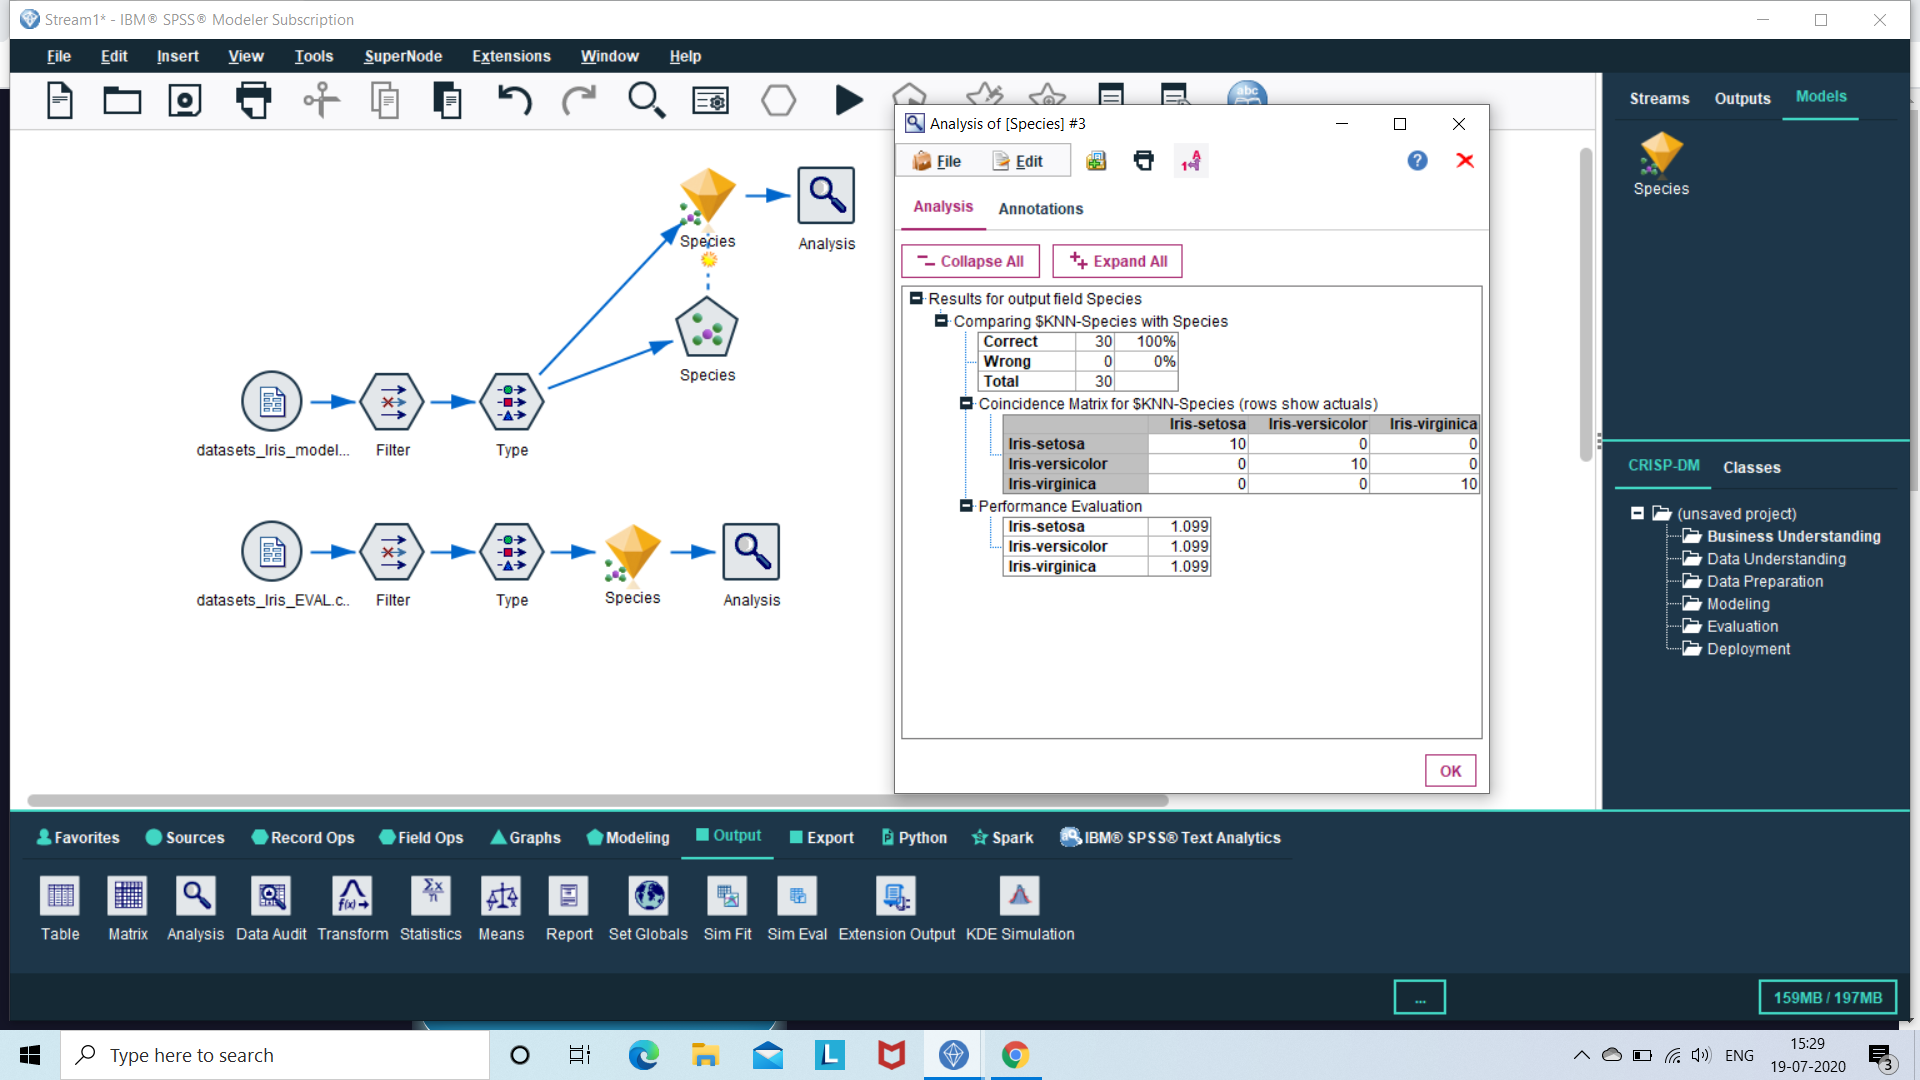 Stream1* - IBM® SPSS® Modeler Subscription
File Edit Insert View Tools SuperNode Extensions Window Help
abc
Streams Outputs Models
Species
Analysis of [Species] #3
File Edit
Analysis Annotations
Collapse All Expand All
Results for output field Species
Comparing $KNN-Species with Species
Correct 30 100%
Wrong 0 0%
Total 30
Coincidence Matrix for $KNN-Species (rows show actuals)
Iris-setosa Iris-versicolor Iris-virginica
Iris-setosa 10 0 0
Iris-versicolor 0 10 0
Iris-virginica 0 0 10
Performance Evaluation
Iris-setosa 1.099
Iris-versicolor 1.099
Iris-virginica 1.099
OK
Species
Analysis
Species
datasets_Iris_model... Filter Type
datasets_Iris_EVAL.c.. Filter Type Species Analysis
CRISP-DM Classes
(unsaved project)
Business Understanding
Data Understanding
Data Preparation
Modeling
Evaluation
Deployment
Favorites Sources Record Ops Field Ops Graphs Modeling Output Export Python Spark IBM® SPSS® Text Analytics
Table Matrix Analysis Data Audit Transform Statistics Means Report Set Globals Sim Fit Sim Eval Extension Output KDE Simulation
...
159MB / 197MB
Type here to search
L
ENG
15:29
19-07-2020
3